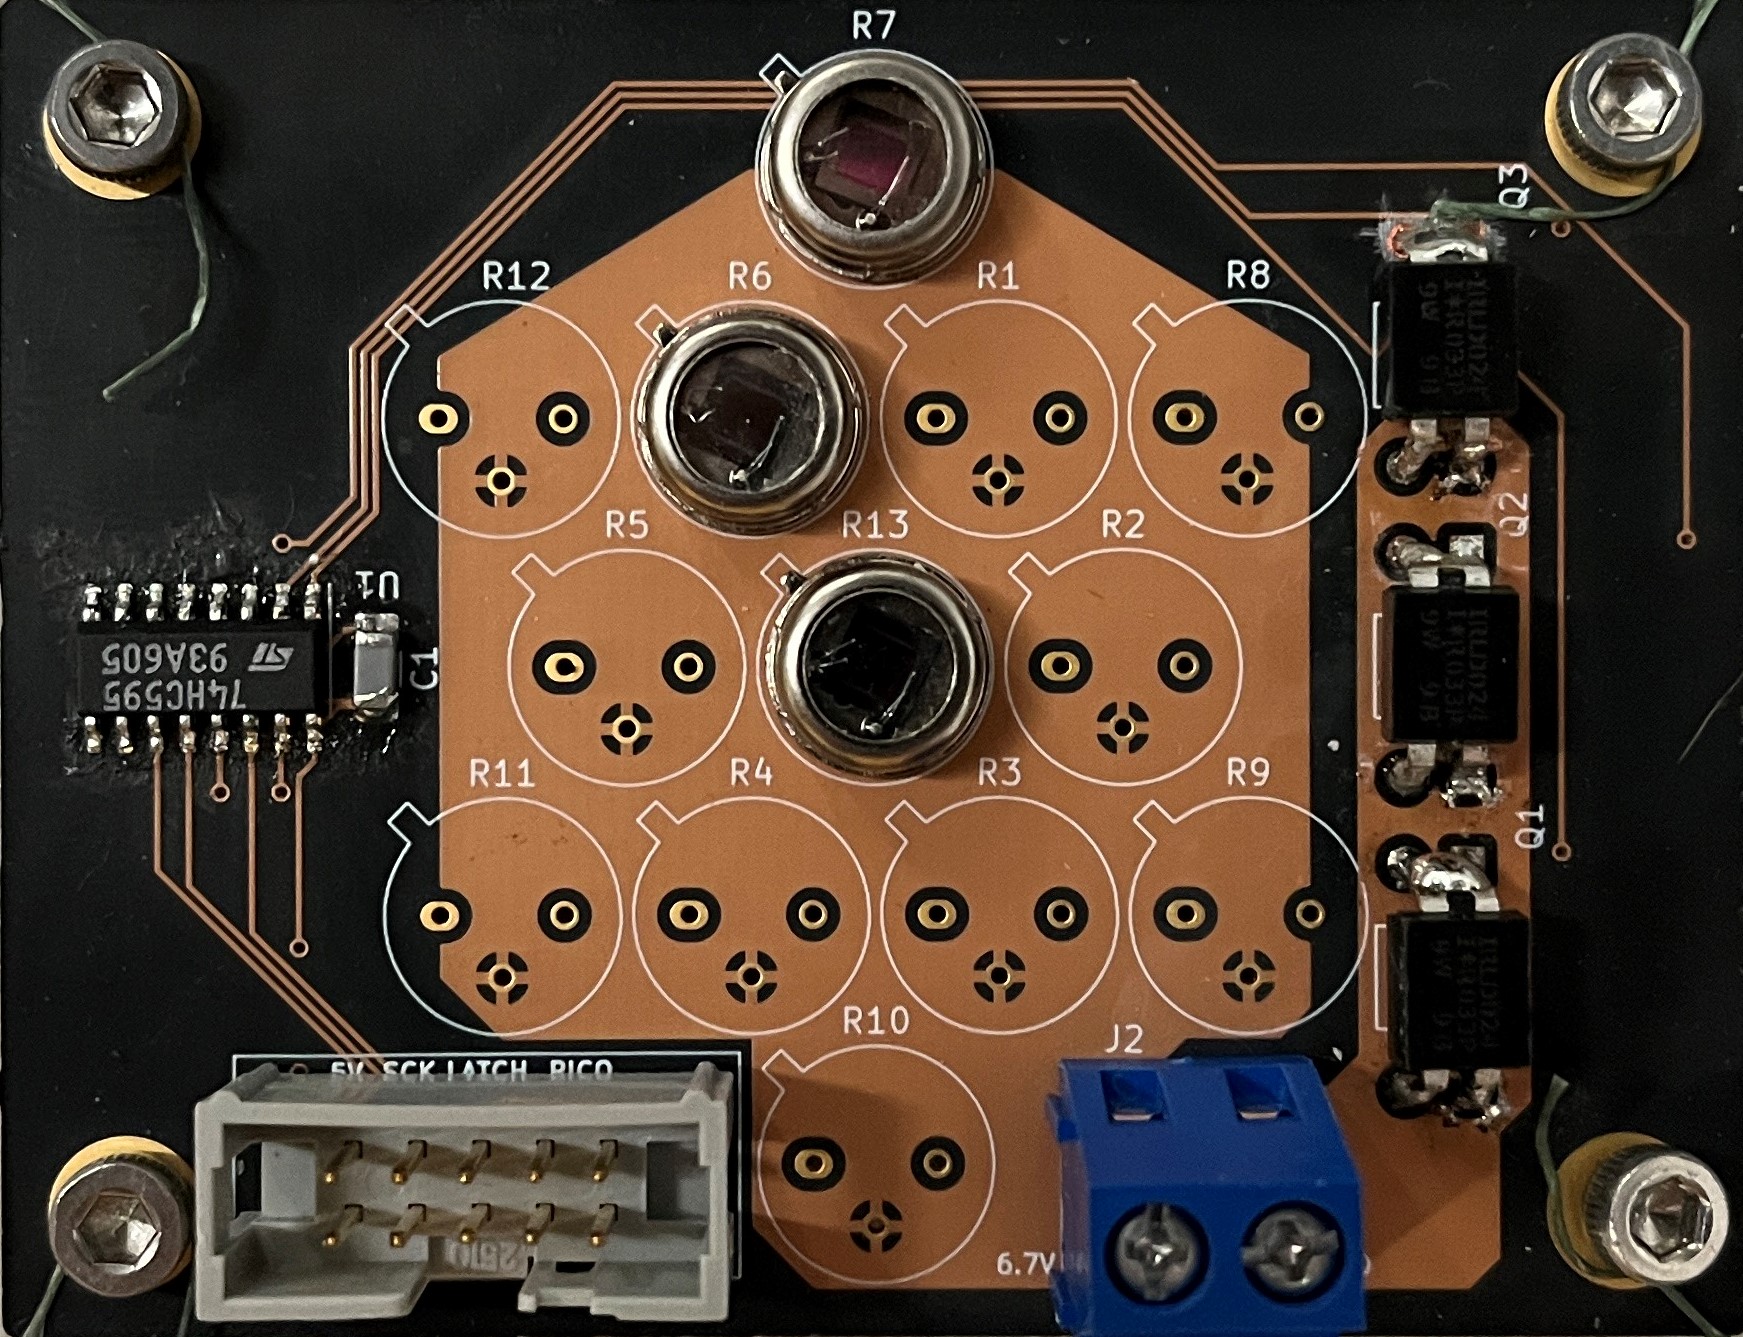 R7
Q3
R12
R6
R1
R8
R5
R13
R2
Q2
U1
C1
93A605
74HC595
R11
R4
R3
R9
Q1
R10
J2
5V SCK LATCH PICO
6.7V